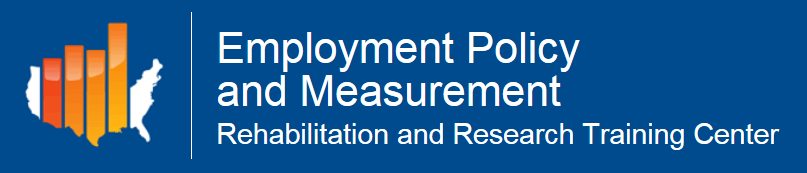 Employment Policy
and Measurement
Rehabilitation and Research Training Center